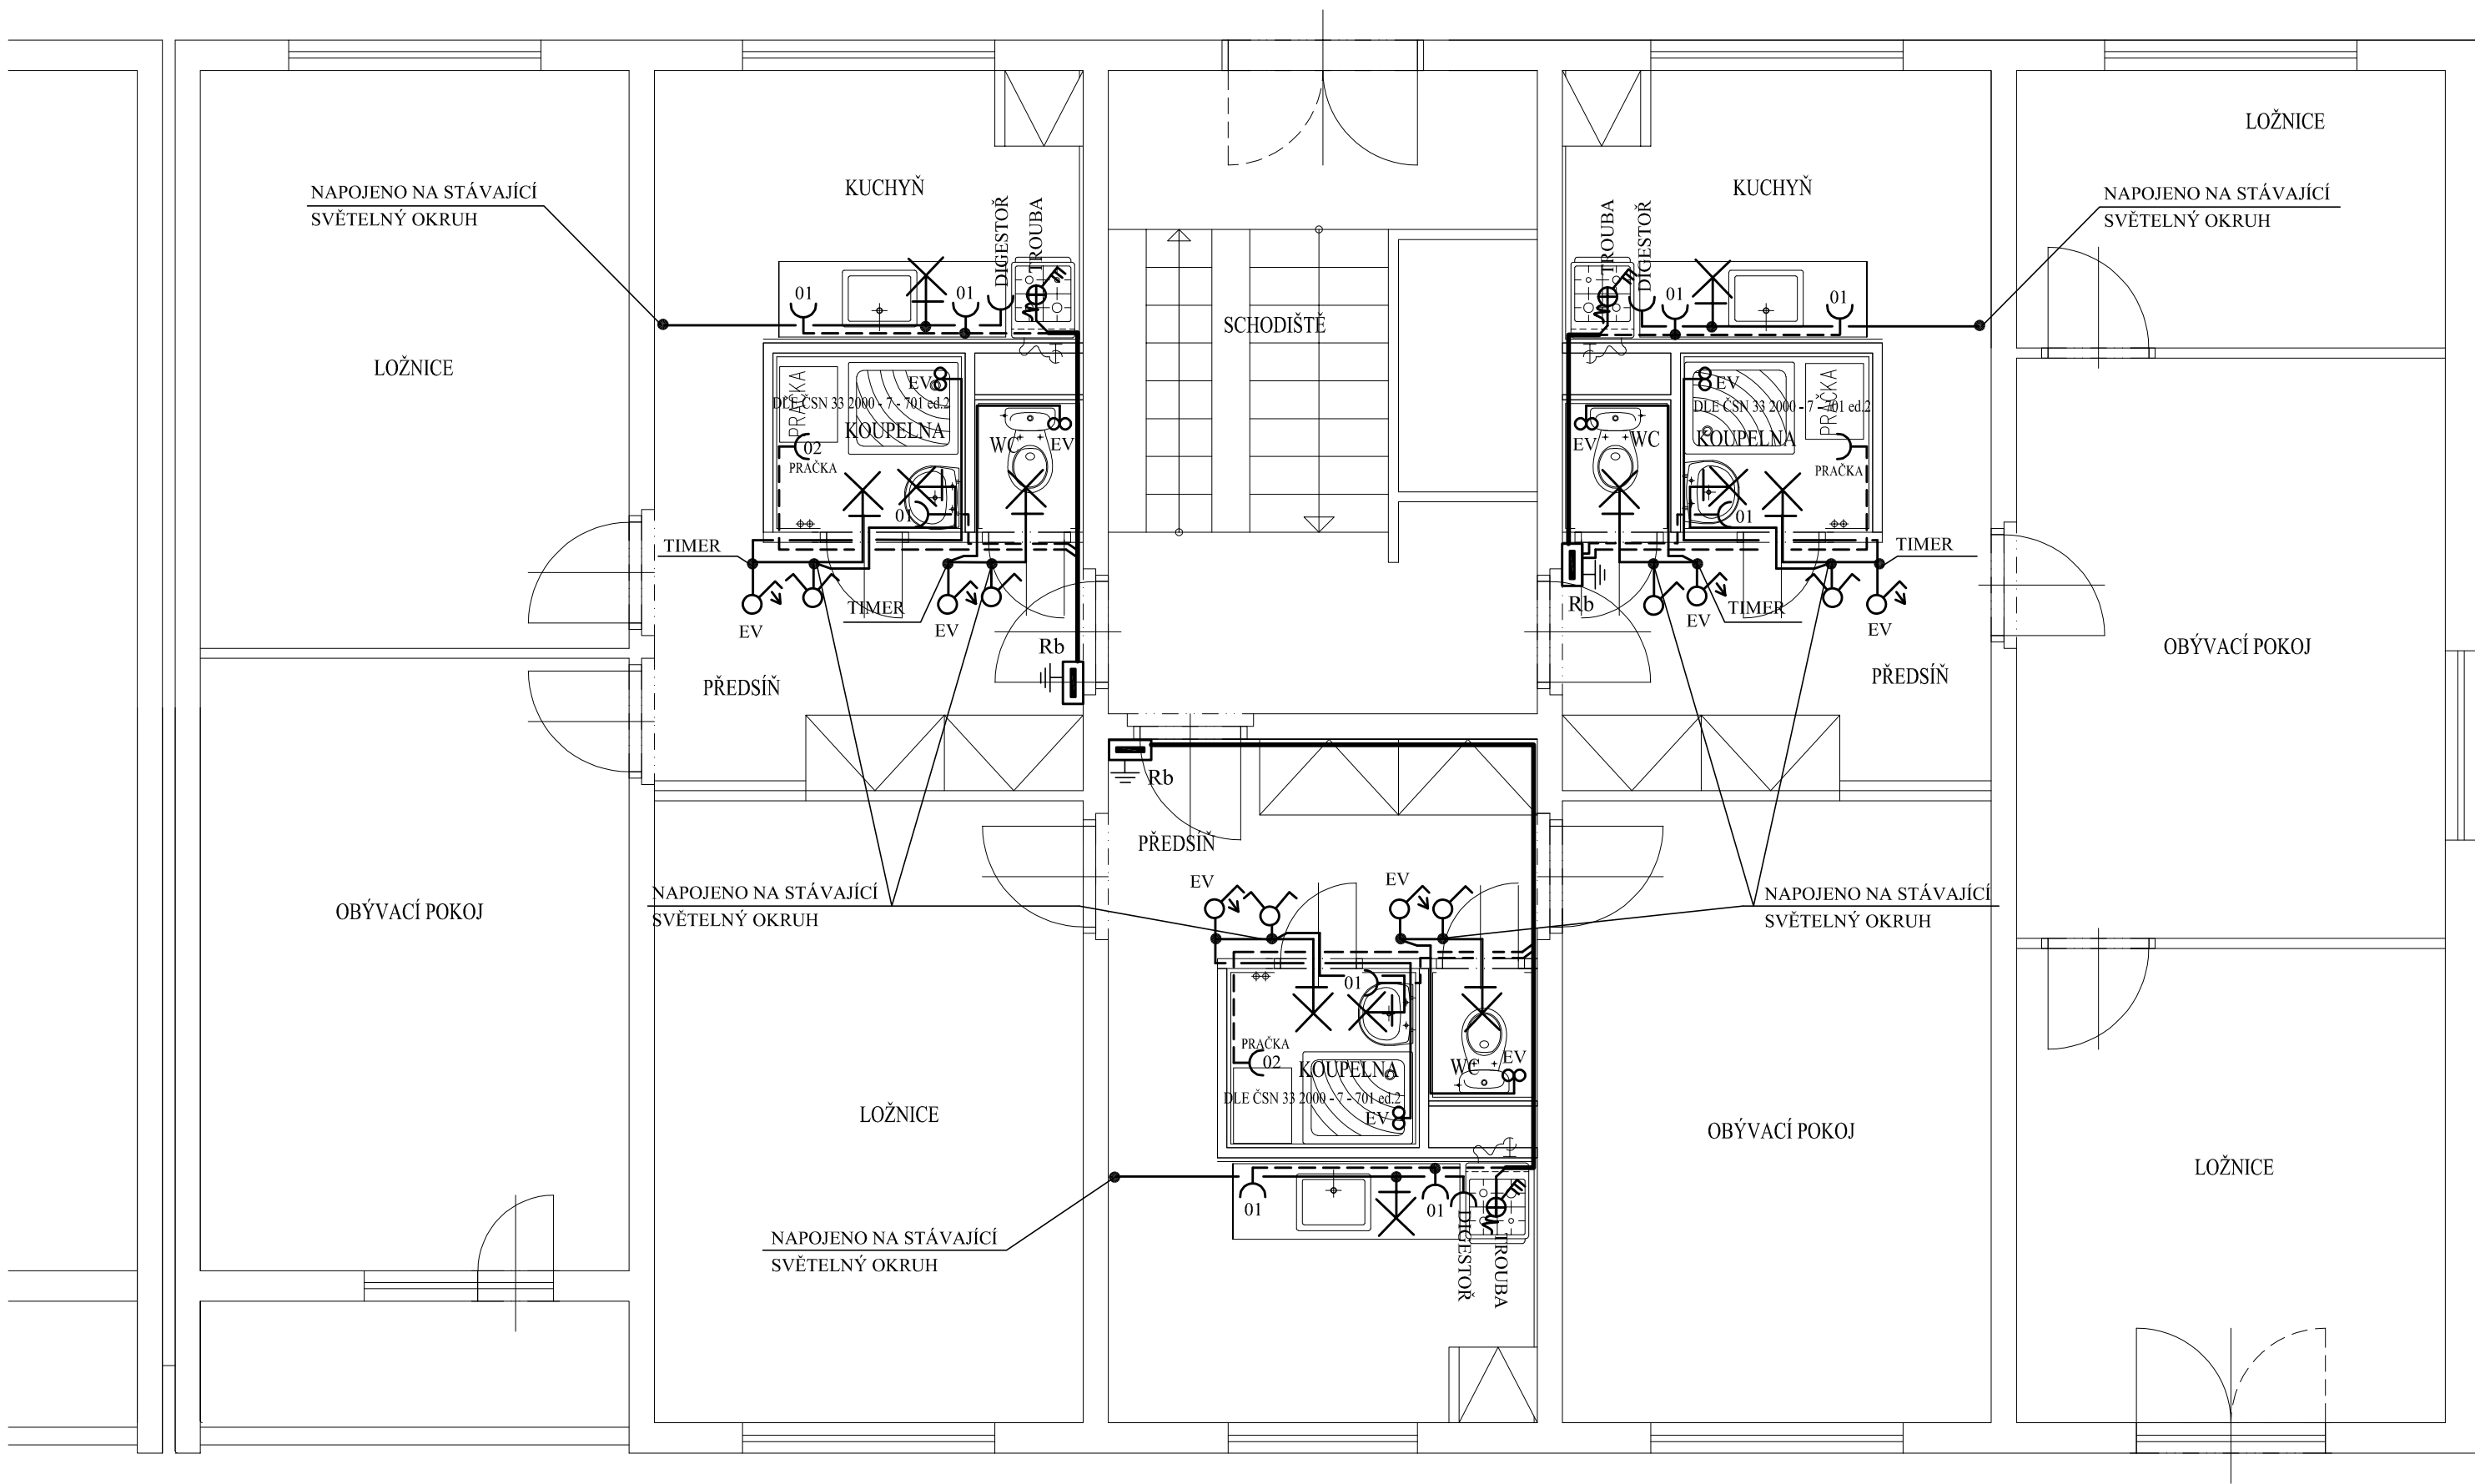 LOŽNICE
NAPOJENO NA STÁVAJÍCÍ
SVĚTELNÝ OKRUH
KUCHYŇ
DIGESTOŘ
TROUBA
01
01
SCHODIŠTĚ
TROUBA
DIGESTOŘ
KUCHYŇ
01
01
NAPOJENO NA STÁVAJÍCÍ
SVĚTELNÝ OKRUH
LOŽNICE
PRAČKA
EV
DLE ČSN 33 2000 - 7 - 701 ed.2
KOUPELNA
02
PRAČKA
WC
EV
01
TIMER
TIMER
EV
EV
Rb
PŘEDSÍŇ
EV
DLE ČSN 33 2000 - 7 - 701 ed.2
PRAČKA
EV
WC
KOUPELNA
PRAČKA
01
TIMER
Rb
TIMER
EV
EV
PŘEDSÍŇ
OBÝVACÍ POKOJ
Rb
PŘEDSÍŇ
OBÝVACÍ POKOJ
NAPOJENO NA STÁVAJÍCÍ
SVĚTELNÝ OKRUH
EV
EV
NAPOJENO NA STÁVAJÍCÍ
SVĚTELNÝ OKRUH
01
PRAČKA
02
KOUPELNA
WC
EV
DLE ČSN 33 2000 - 7 - 701 ed.2
EV
LOŽNICE
OBÝVACÍ POKOJ
LOŽNICE
01
01
DIGESTOŘ
TROUBA
NAPOJENO NA STÁVAJÍCÍ
SVĚTELNÝ OKRUH